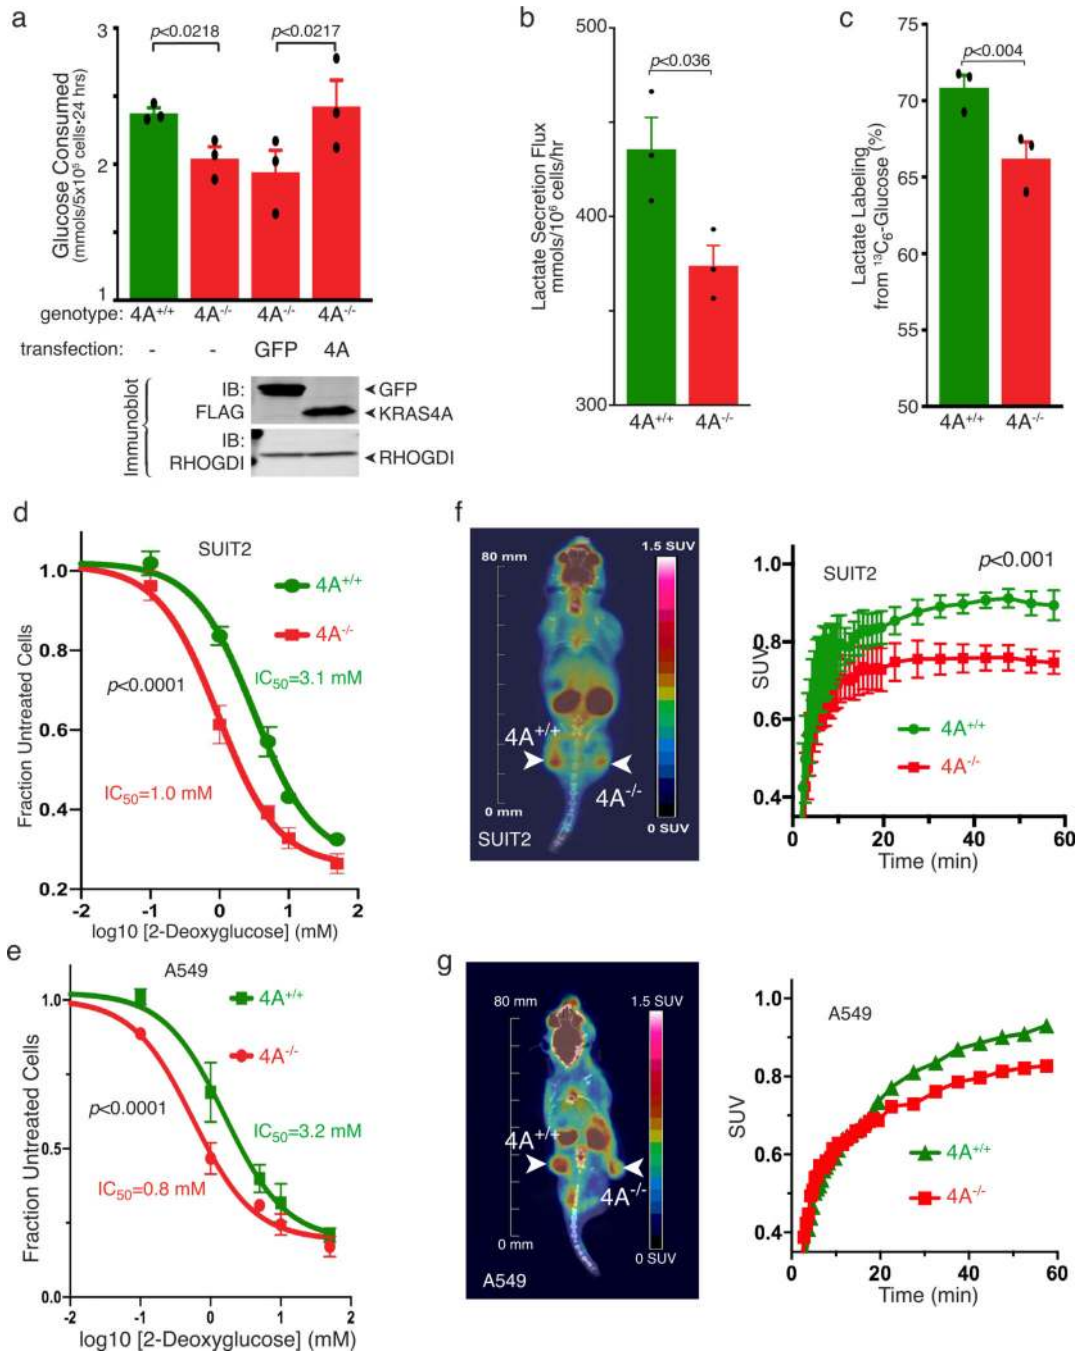 a
3
2
1
Glucose Consumed
(mmols/5x10⁵ cells•24 hrs)
p<0.0218
p<0.0217
genotype: 4A⁺/⁺ 4A⁻/⁻ 4A⁻/⁻ 4A⁻/⁻
transfection: - - GFP 4A
Immunoblot
IB:
FLAG
GFP
KRAS4A
IB:
RHOGDI
RHOGDI
b
500
400
300
Lactate Secretion Flux
mmols/10⁶ cells/hr
p<0.036
4A⁺/⁺ 4A⁻/⁻
c
75
70
65
60
55
50
Lactate Labeling
from ¹³C₆-Glucose (%)
p<0.004
4A⁺/⁺ 4A⁻/⁻
d
SUIT2
1.0
0.8
0.6
0.4
0.2
Fraction Untreated Cells
4A⁺/⁺
4A⁻/⁻
p<0.0001
IC₅₀=3.1 mM
IC₅₀=1.0 mM
-2 -1 0 1 2
log10 [2-Deoxyglucose] (mM)
e
A549
1.0
0.5
0.0
Fraction Untreated Cells
4A⁺/⁺
4A⁻/⁻
p<0.0001
IC₅₀=3.2 mM
IC₅₀=0.8 mM
-2 -1 0 1 2
log10 [2-Deoxyglucose] (mM)
f
80 mm
1.5 SUV
4A⁺/⁺
4A⁻/⁻
0 mm
0 SUV
SUIT2
SUIT2
p<0.001
1.0
0.8
0.6
0.4
SUV
4A⁺/⁺
4A⁻/⁻
0 20 40 60
Time (min)
g
80 mm
1.5 SUV
4A⁺/⁺
4A⁻/⁻
0 mm
0 SUV
A549
A549
1.0
0.8
0.6
0.4
SUV
4A⁺/⁺
4A⁻/⁻
0 20 40 60
Time (min)